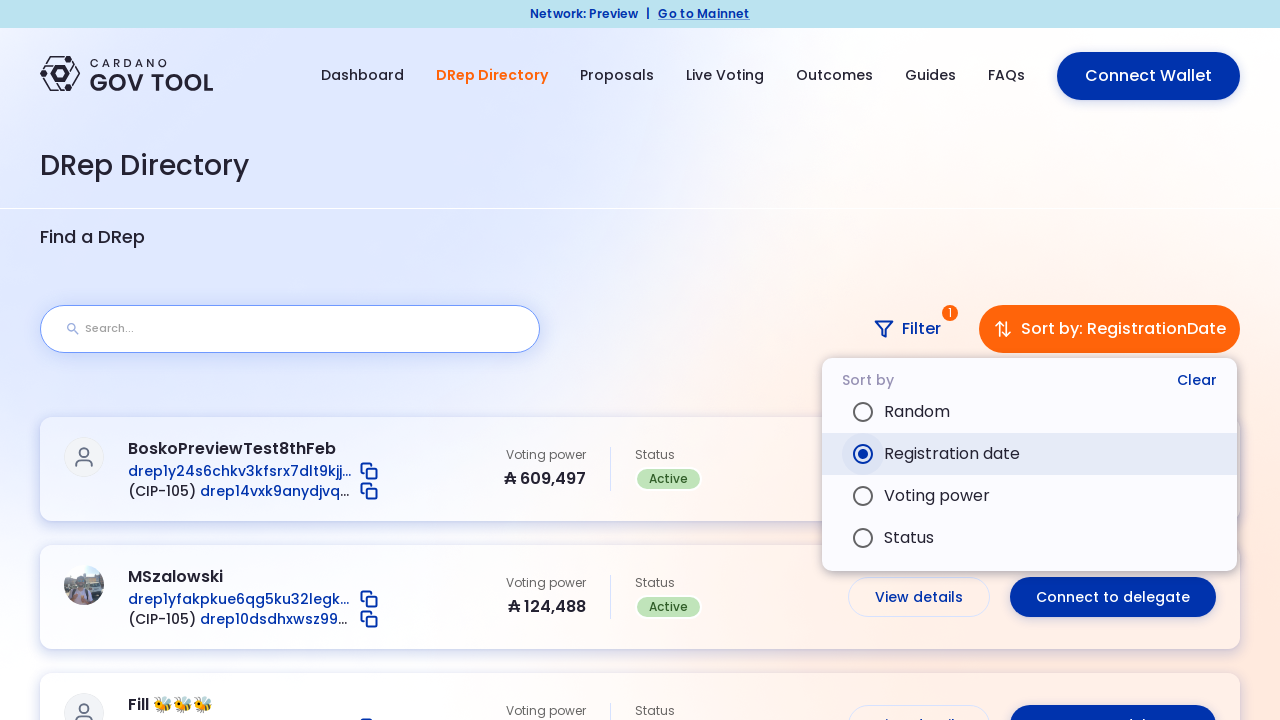 Network: Preview | Go to Mainnet
CARDANO
GOV TOOL
Dashboard
DRep Directory
Proposals
Live Voting
Outcomes
Guides
FAQs
Connect Wallet
DRep Directory
Find a DRep
Search...
Filter
1
Sort by: RegistrationDate
Sort by
Clear
Random
Registration date
Voting power
Status
BoskoPreviewTest8thFeb
drep1y24s6chkv3kfsrx7dlt9kjj...
(CIP-105) drep14vxk9anydjvq...
Voting power
₳ 609,497
Status
Active
MSzalowski
drep1yfakpkue6qg5ku32legk...
(CIP-105) drep10dsdhxwsz99...
Voting power
₳ 124,488
Status
Active
View details
Connect to delegate
Fill 🐝🐝🐝
Voting power
Status